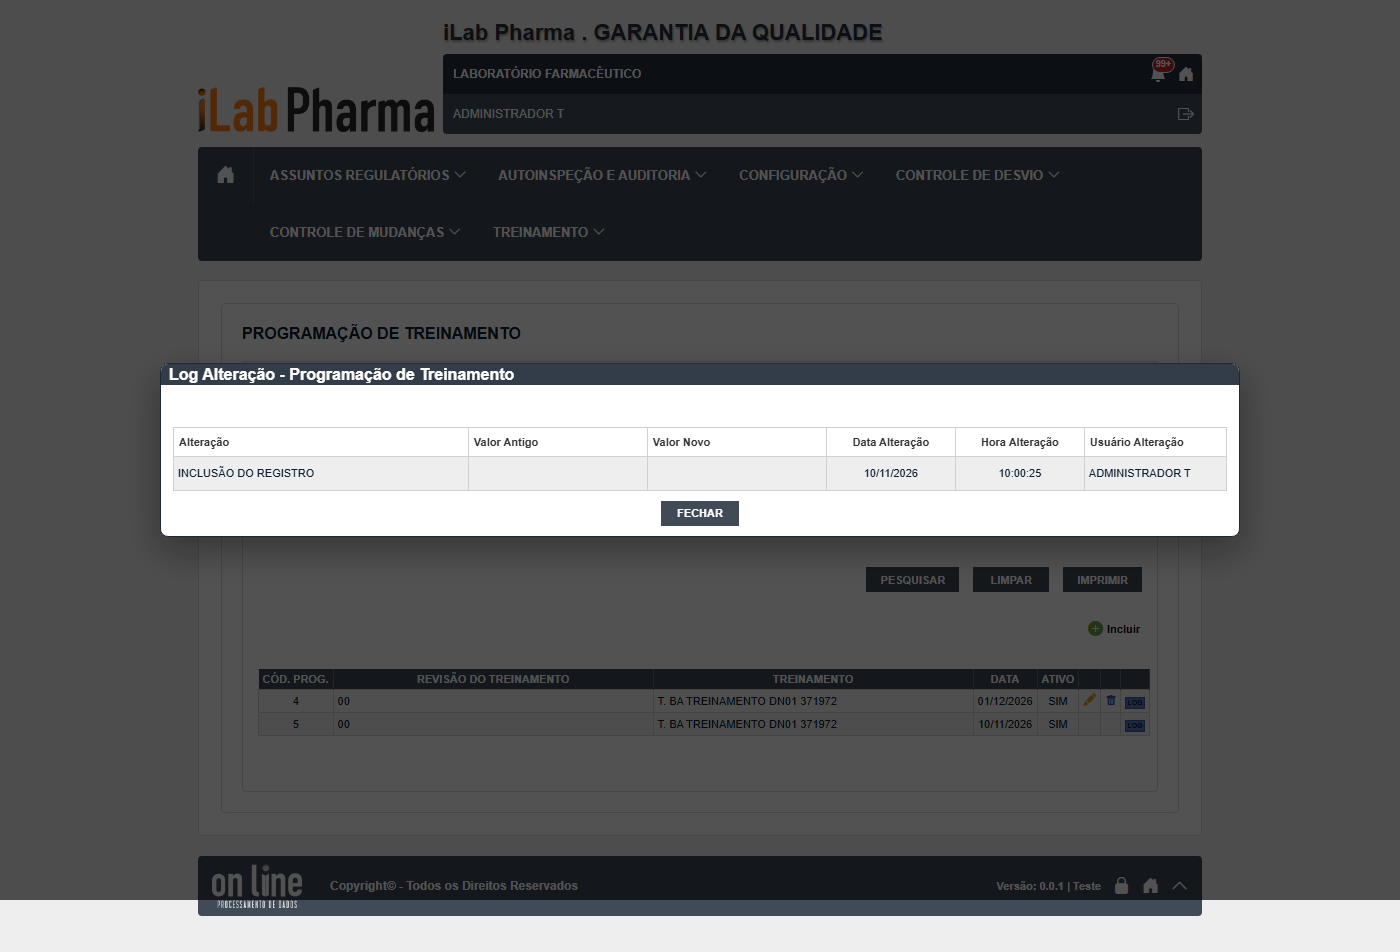 iLab Pharma . GARANTIA DA QUALIDADE
iLab Pharma
LABORATÓRIO FARMACÊUTICO
99+
ADMINISTRADOR T
ASSUNTOS REGULATÓRIOS
AUTOINSPEÇÃO E AUDITORIA
CONFIGURAÇÃO
CONTROLE DE DESVIO
CONTROLE DE MUDANÇAS
TREINAMENTO
PROGRAMAÇÃO DE TREINAMENTO
Log Alteração - Programação de Treinamento
Alteração Valor Antigo Valor Novo Data Alteração Hora Alteração Usuário Alteração
INCLUSÃO DO REGISTRO 10/11/2026 10:00:25 ADMINISTRADOR T
FECHAR
PESQUISAR LIMPAR IMPRIMIR
Incluir
CÓD. PROG. REVISÃO DO TREINAMENTO TREINAMENTO DATA ATIVO
4 00 T. BA TREINAMENTO DN01 371972 01/12/2026 SIM LOG
5 00 T. BA TREINAMENTO DN01 371972 10/11/2026 SIM LOG
on line
PROCESSAMENTO DE DADOS
Copyright© - Todos os Direitos Reservados
Versão: 0.0.1 | Teste